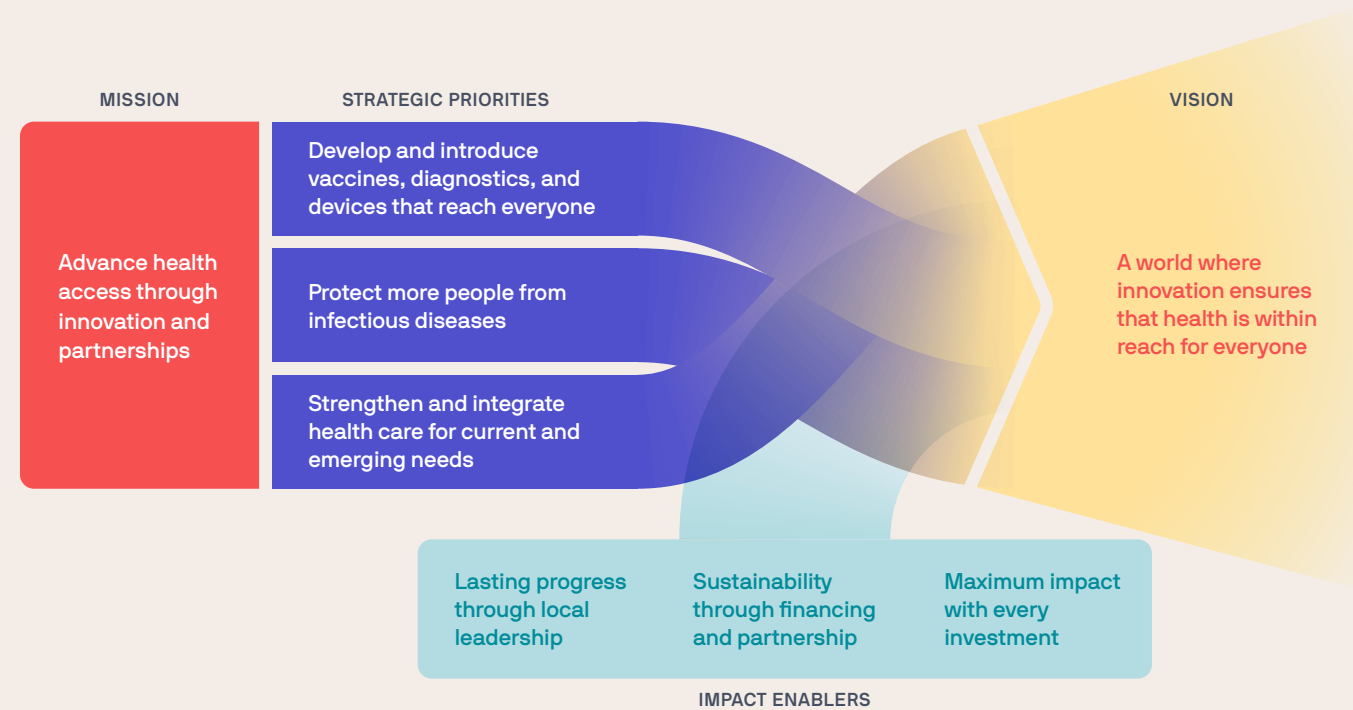 MISSION
Advance health
access through
innovation and
partnerships
STRATEGIC PRIORITIES
Develop and introduce
vaccines, diagnostics, and
devices that reach everyone
Protect more people from
infectious diseases
Strengthen and integrate
health care for current and
emerging needs
VISION
A world where
innovation ensures
that health is within
reach for everyone
Lasting progress
through local
leadership
Sustainability
through financing
and partnership
Maximum impact
with every
investment
IMPACT ENABLERS